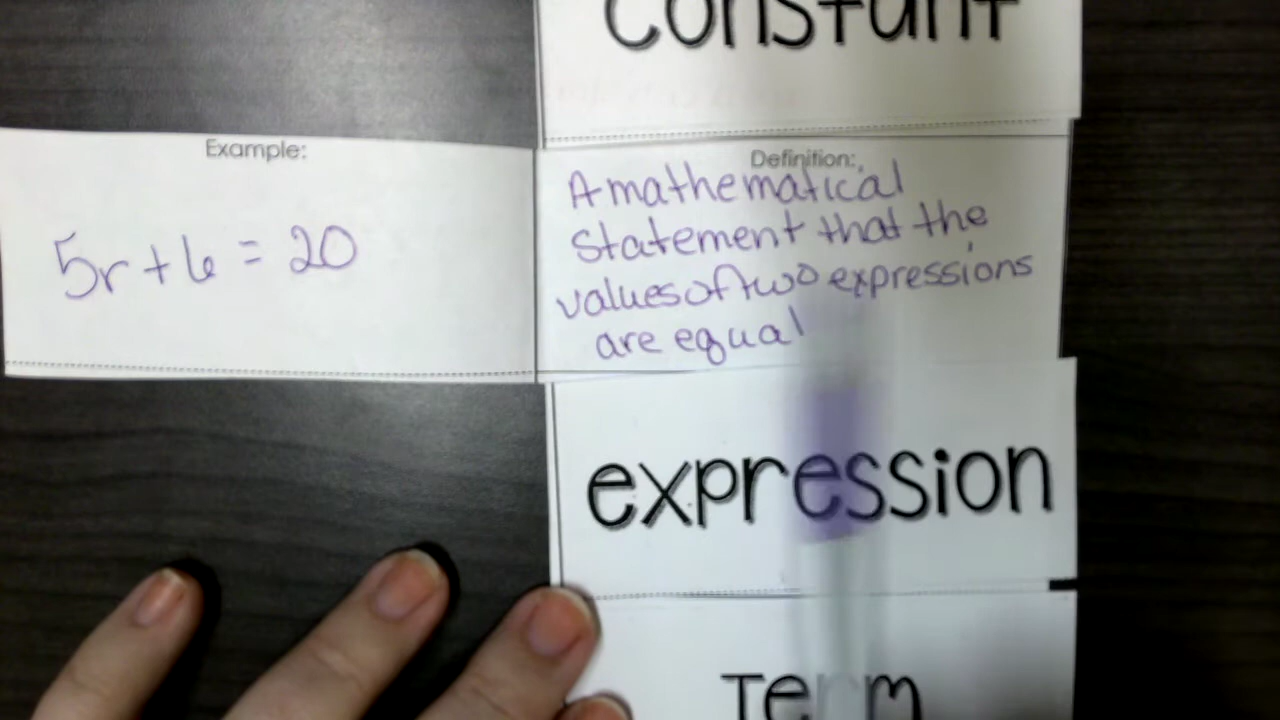 Constant
Example:
5r + 6 = 20
Definition:
A mathematical
statement that the
values of two expressions
are equal
expression
Term